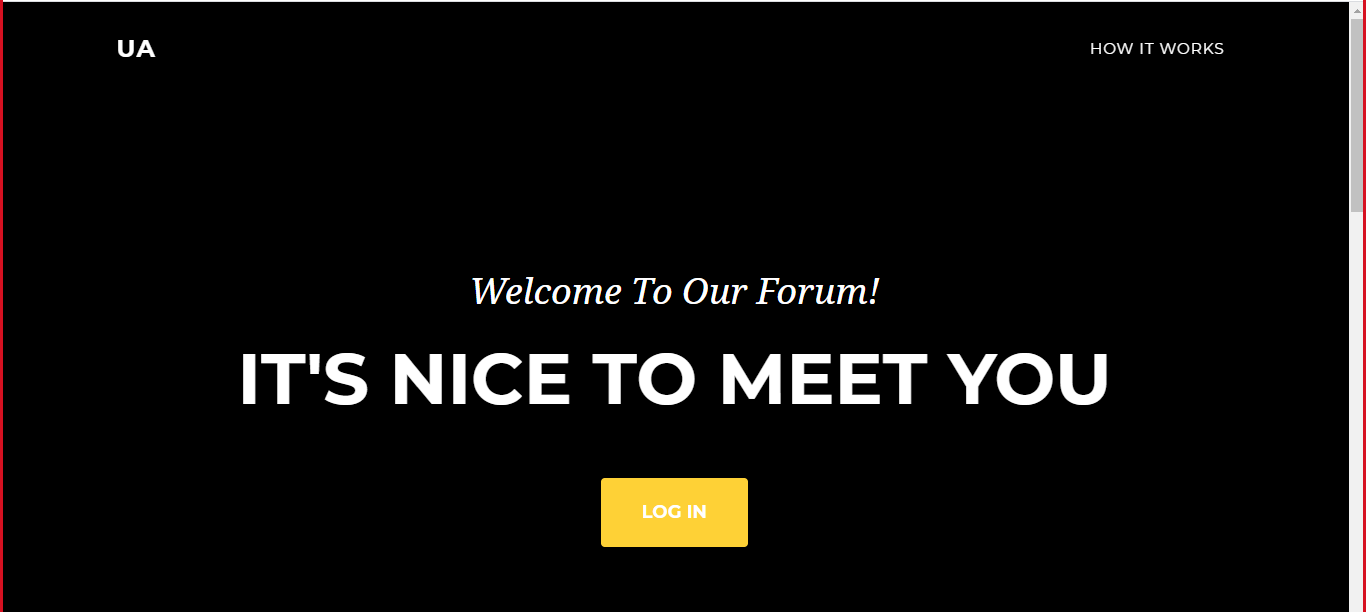 UA
HOW IT WORKS
Welcome To Our Forum!
IT'S NICE TO MEET YOU
LOG IN